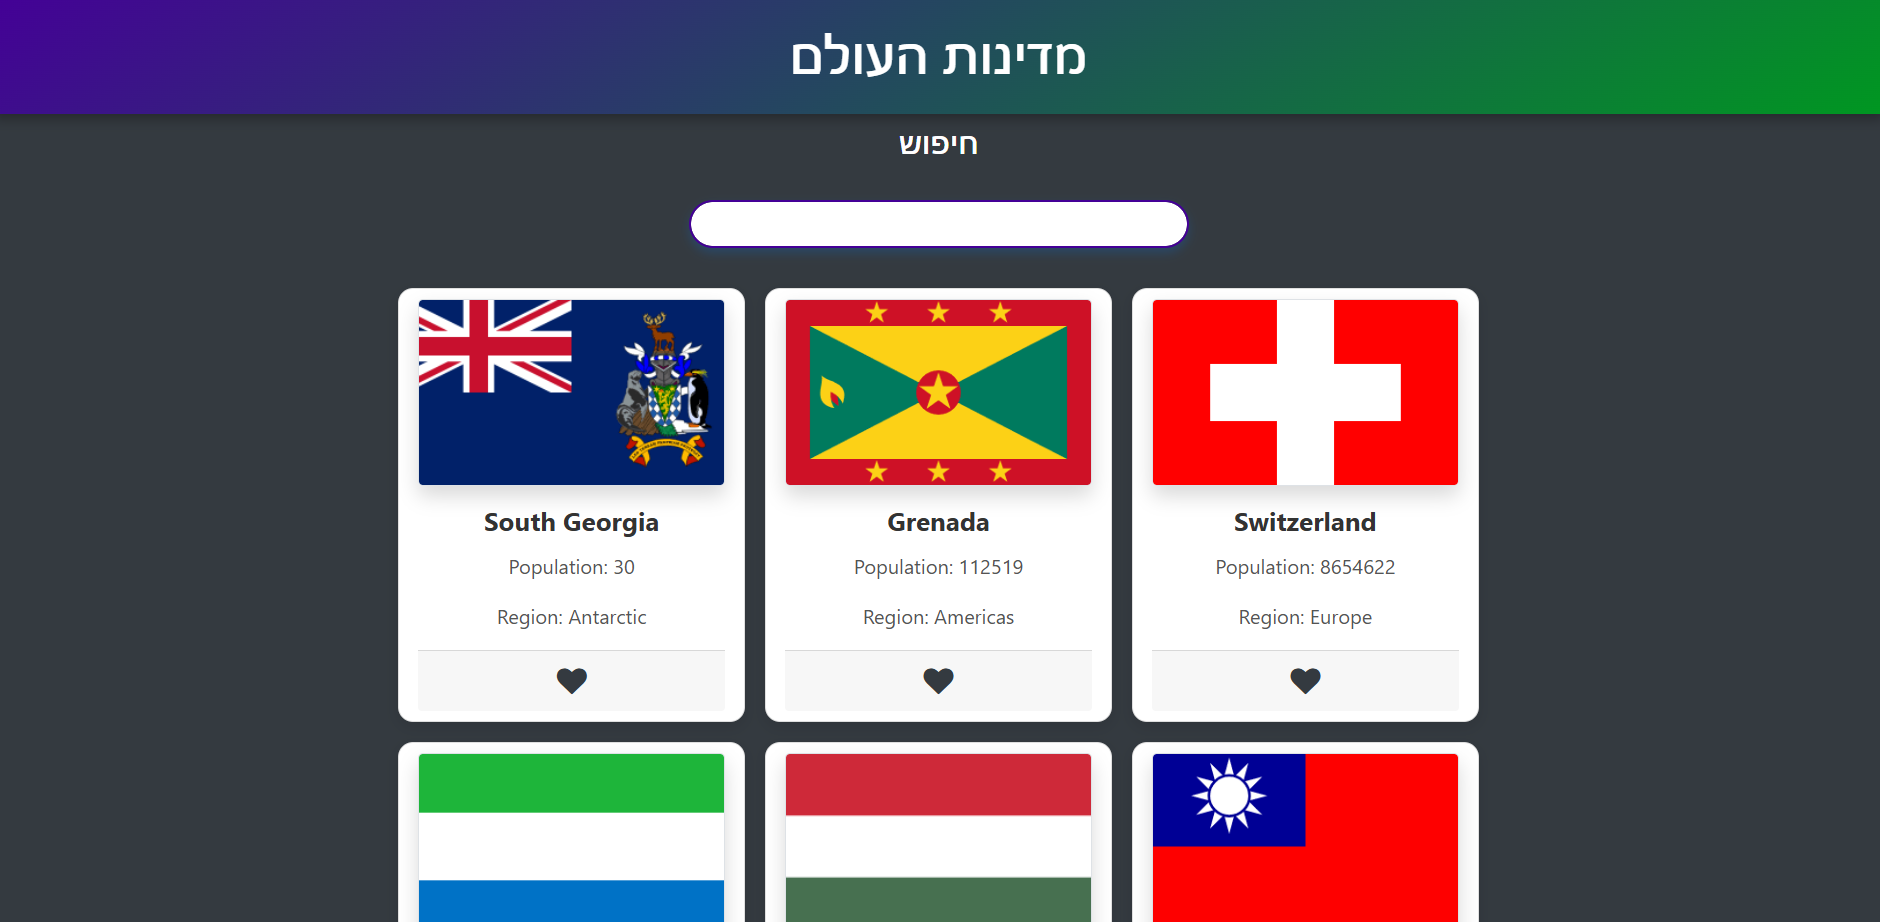 מדינות העולם
חיפוש
South Georgia
Population: 30
Region: Antarctic
Grenada
Population: 112519
Region: Americas
Switzerland
Population: 8654622
Region: Europe